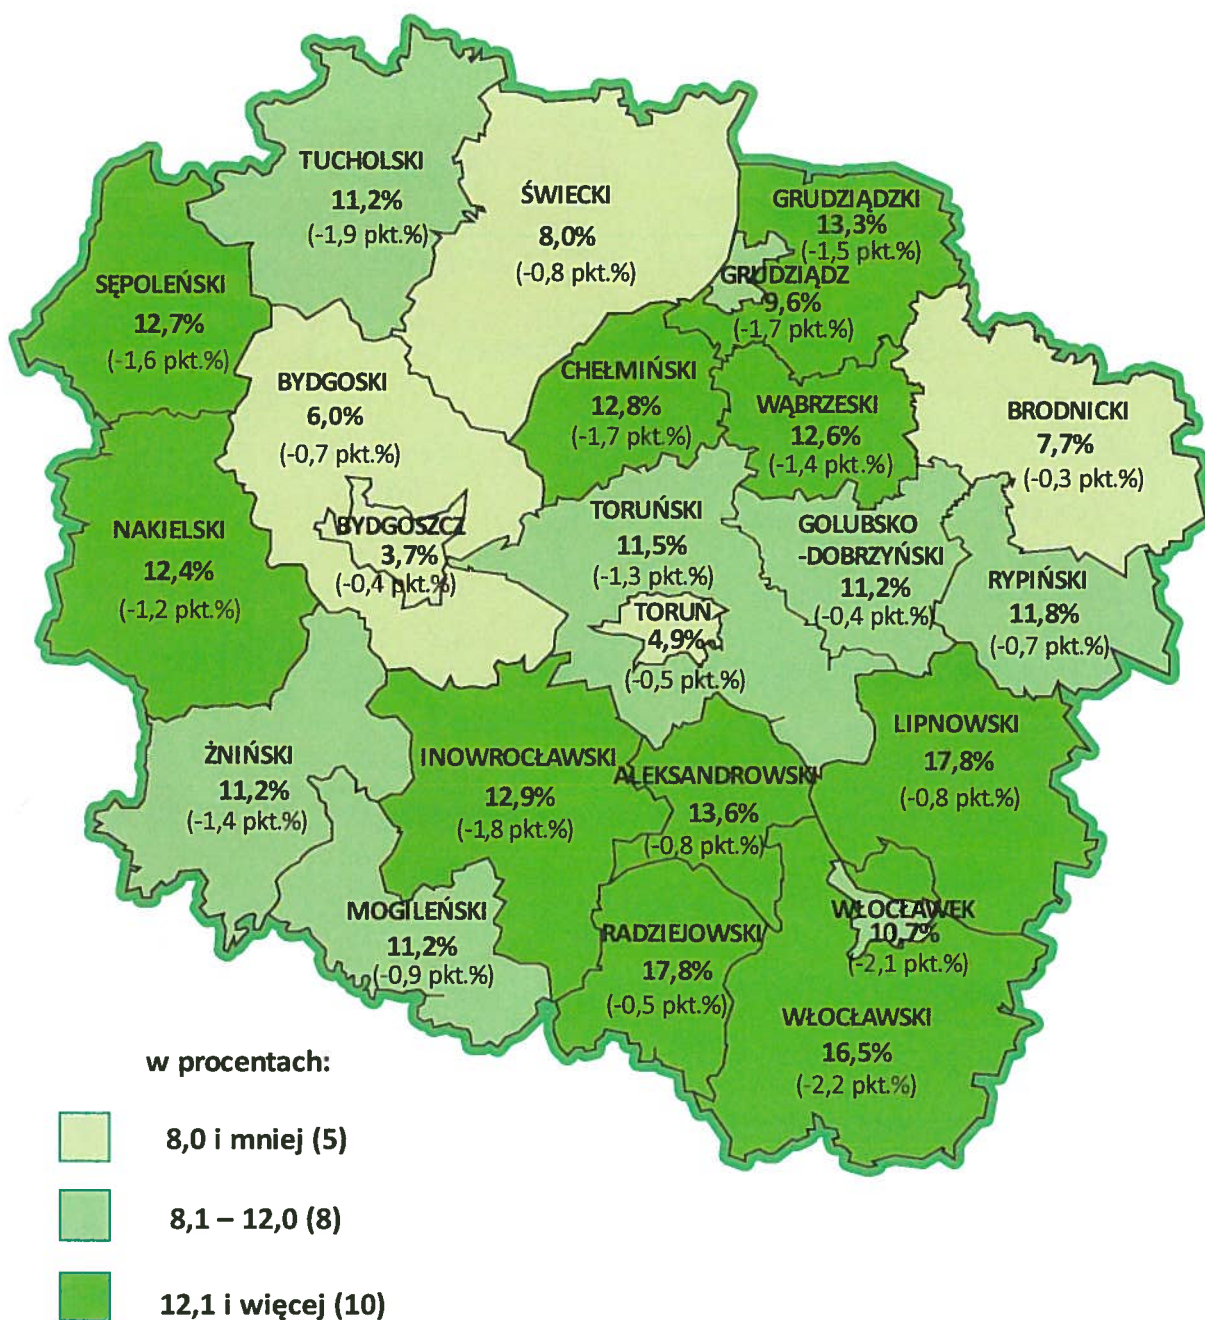 TUCHOLSKI
11,2%
(-1,9 pkt.%)
ŚWIECKI
8,0%
(-0,8 pkt.%)
GRUDZIĄDZKI
13,3%
(-1,5 pkt.%)
GRUDZIĄDZ
9,6%
(-1,7 pkt.%)
SĘPOLEŃSKI
12,7%
(-1,6 pkt.%)
BYDGOSKI
6,0%
(-0,7 pkt.%)
CHEŁMIŃSKI
12,8%
(-1,7 pkt.%)
WĄBRZESKI
12,6%
(-1,4 pkt.%)
BRODNICKI
7,7%
(-0,3 pkt.%)
NAKIELSKI
12,4%
(-1,2 pkt.%)
BYDGOSZCZ
3,7%
(-0,4 pkt.%)
TORUŃSKI
11,5%
(-1,3 pkt.%)
GOLUBSKO
-DOBRZYŃSKI
11,2%
(-0,4 pkt.%)
RYPIŃSKI
11,8%
(-0,7 pkt.%)
TORUŃ
4,9%
(-0,5 pkt.%)
ŻNIŃSKI
11,2%
(-1,4 pkt.%)
INOWROCŁAWSKI
12,9%
(-1,8 pkt.%)
ALEKSANDROWSKI
13,6%
(-0,8 pkt.%)
LIPNOWSKI
17,8%
(-0,8 pkt.%)
MOGILEŃSKI
11,2%
(-0,9 pkt.%)
RADZIEJOWSKI
17,8%
(-0,5 pkt.%)
WŁOCŁAWEK
10,7%
(-2,1 pkt.%)
WŁOCŁAWSKI
16,5%
(-2,2 pkt.%)
w procentach:
8,0 i mniej (5)
8,1 – 12,0 (8)
12,1 i więcej (10)